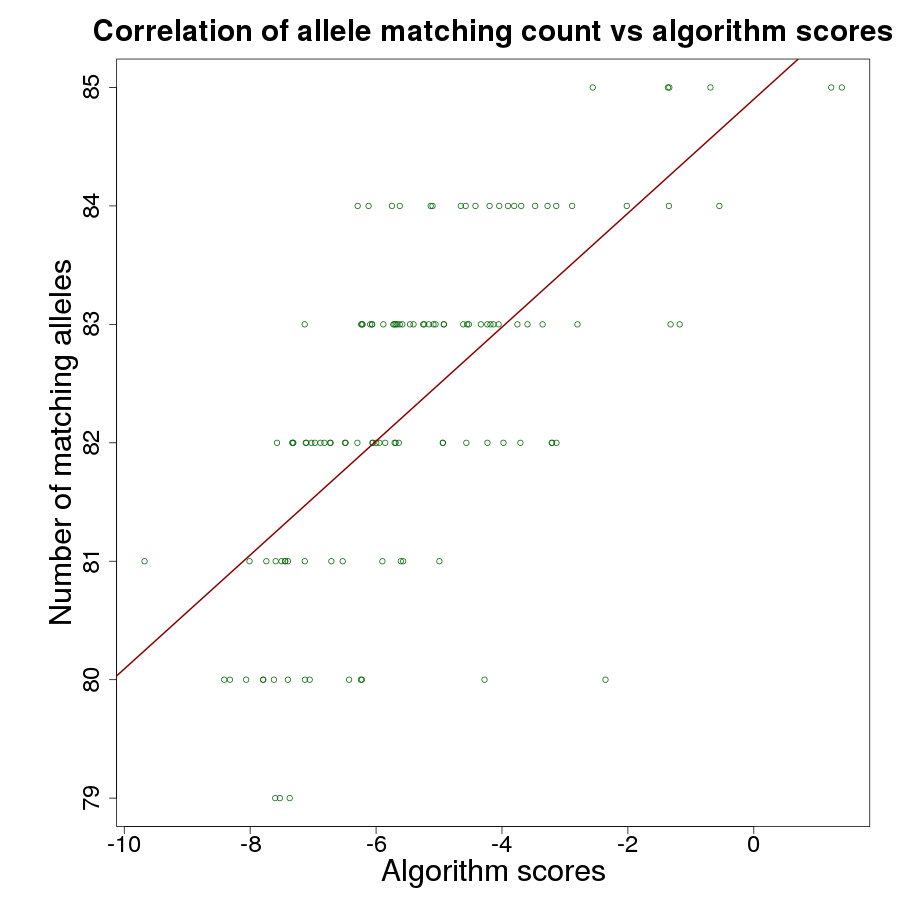 Correlation of allele matching count vs algorithm scores
Number of matching alleles
85
84
83
82
81
80
79
-10 -8 -6 -4 -2 0
Algorithm scores